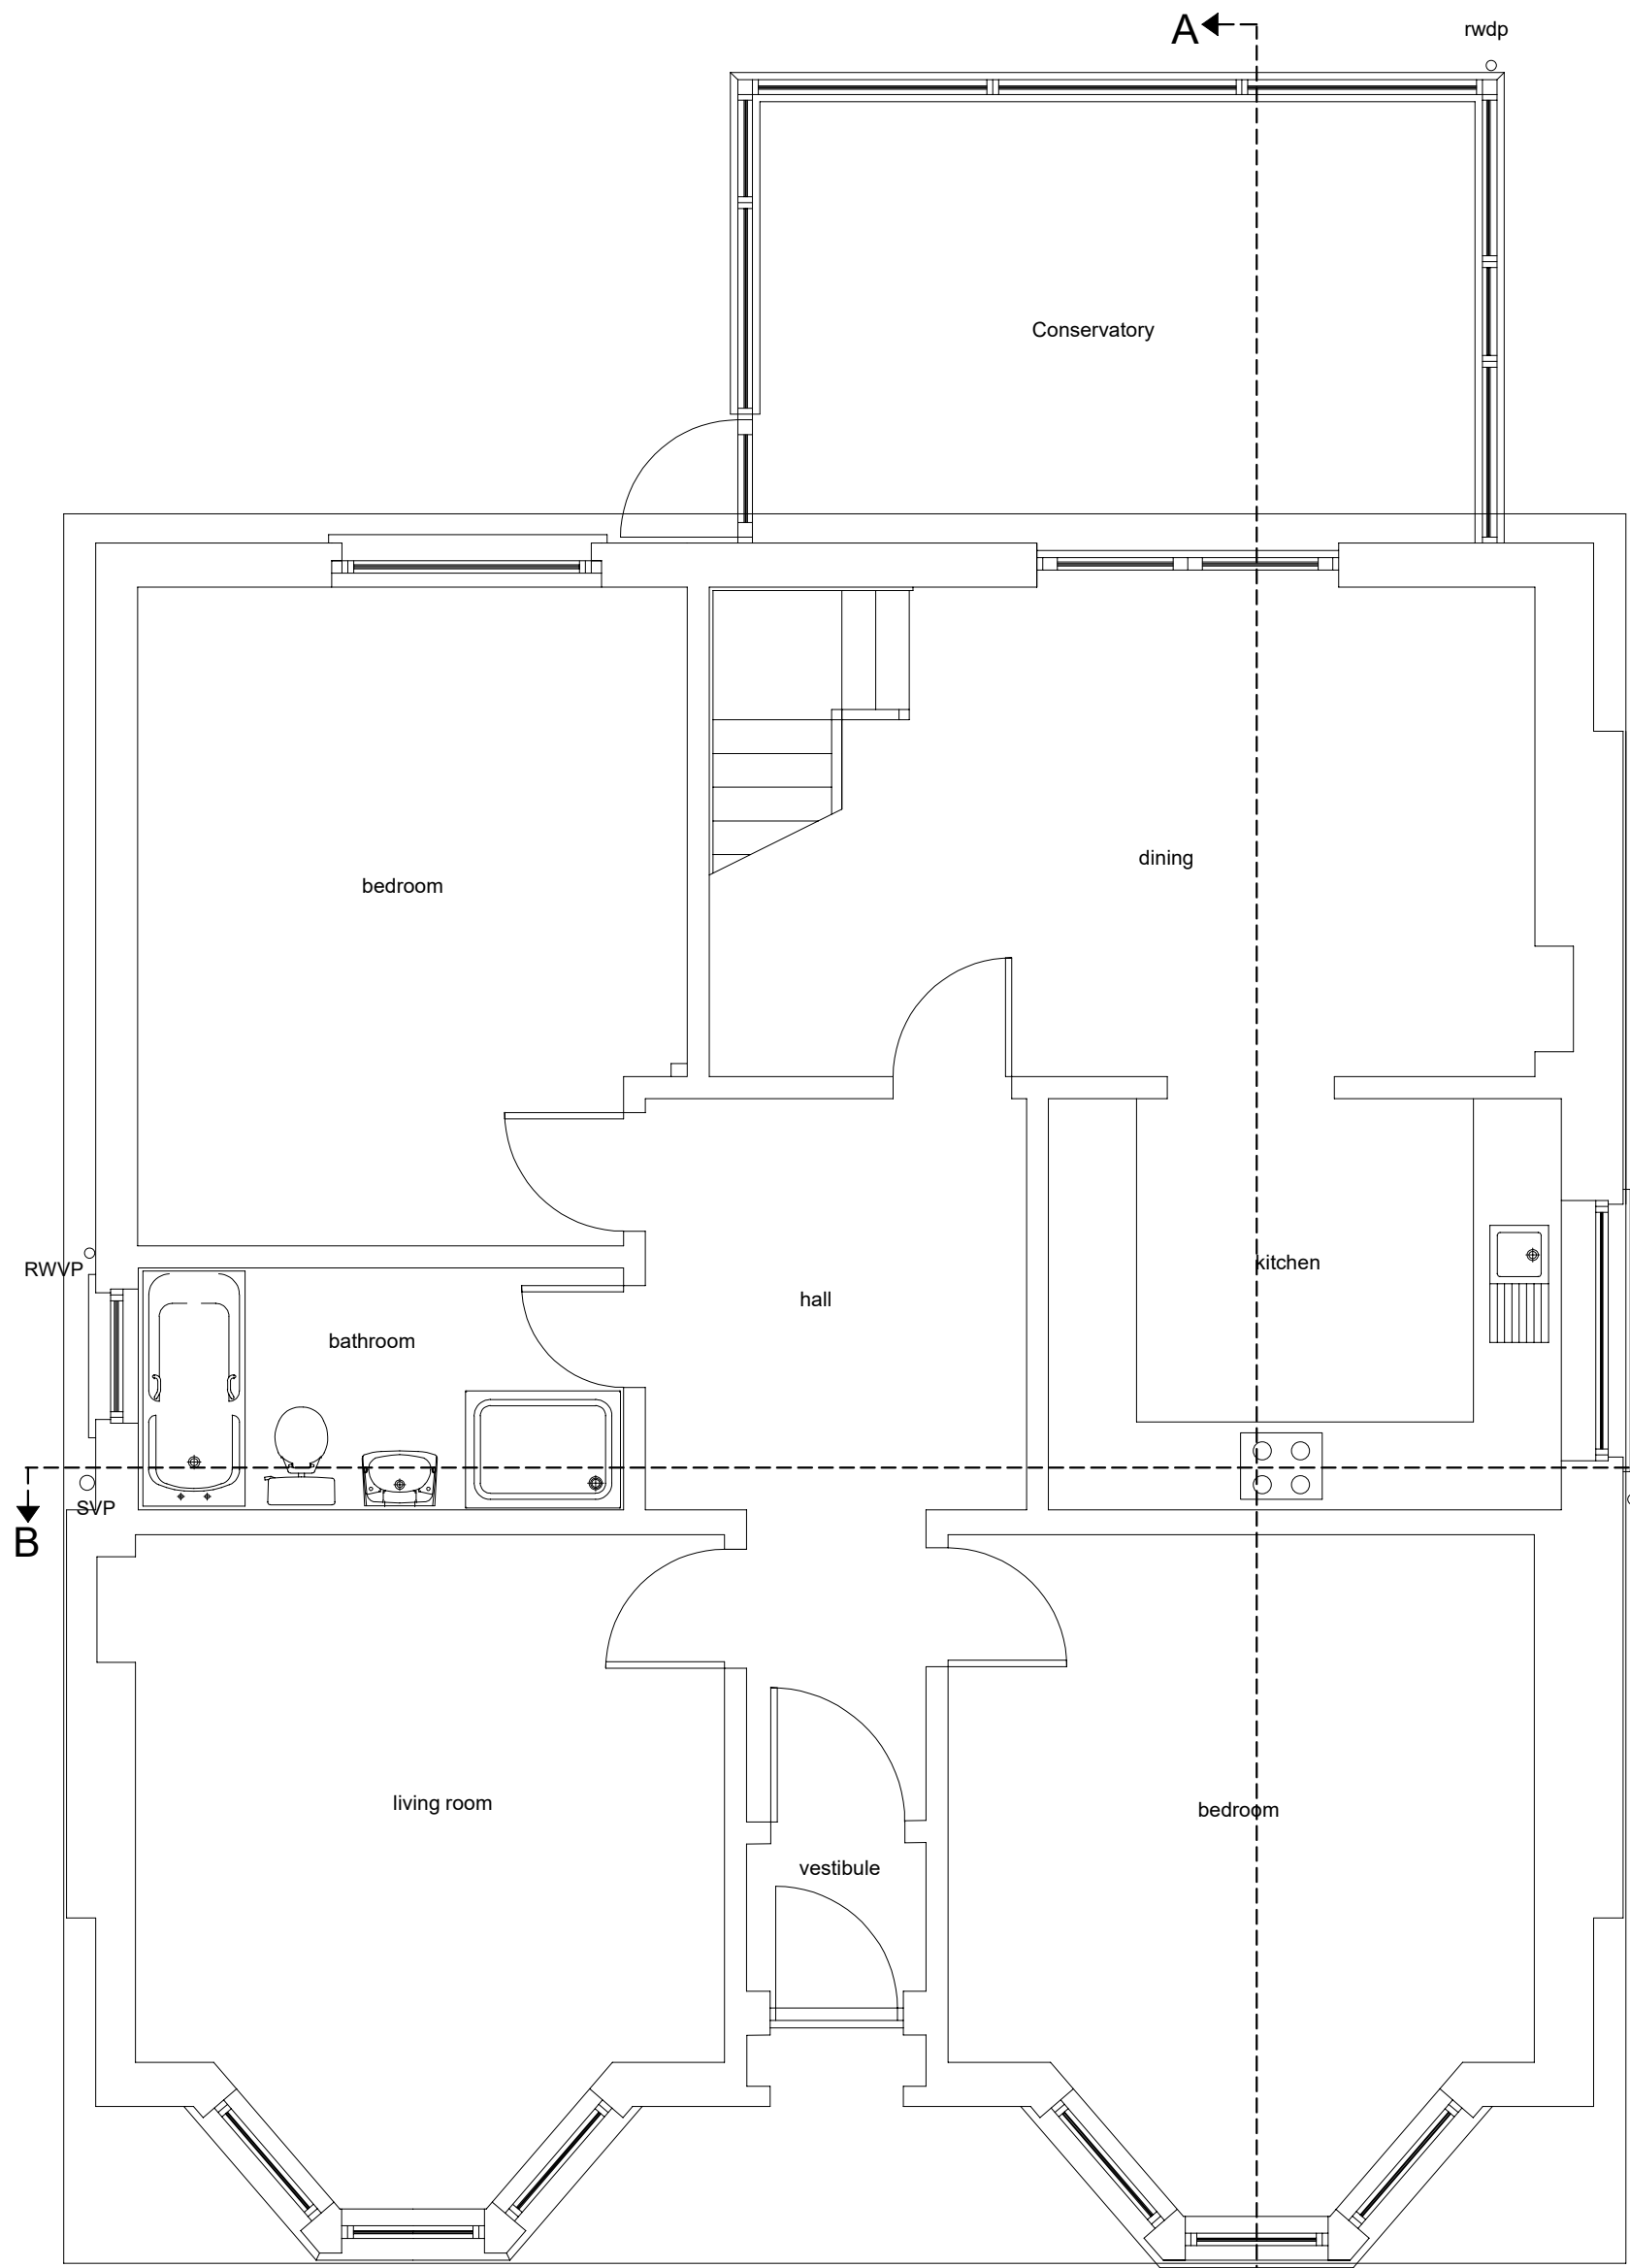 A
rwdp
Conservatory
dining
bedroom
RWVP
kitchen
hall
bathroom
SVP
B
living room
bedroom
vestibule